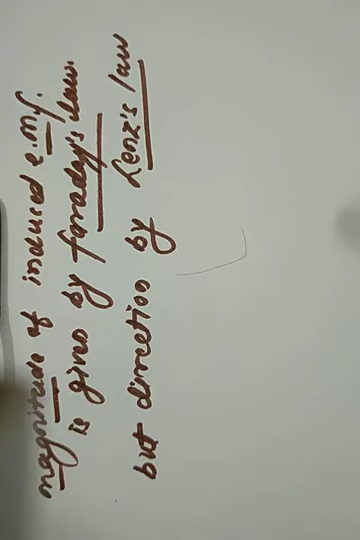 magnitude of induced e.m.f
is given by faraday's law
but direction by Lenz's law